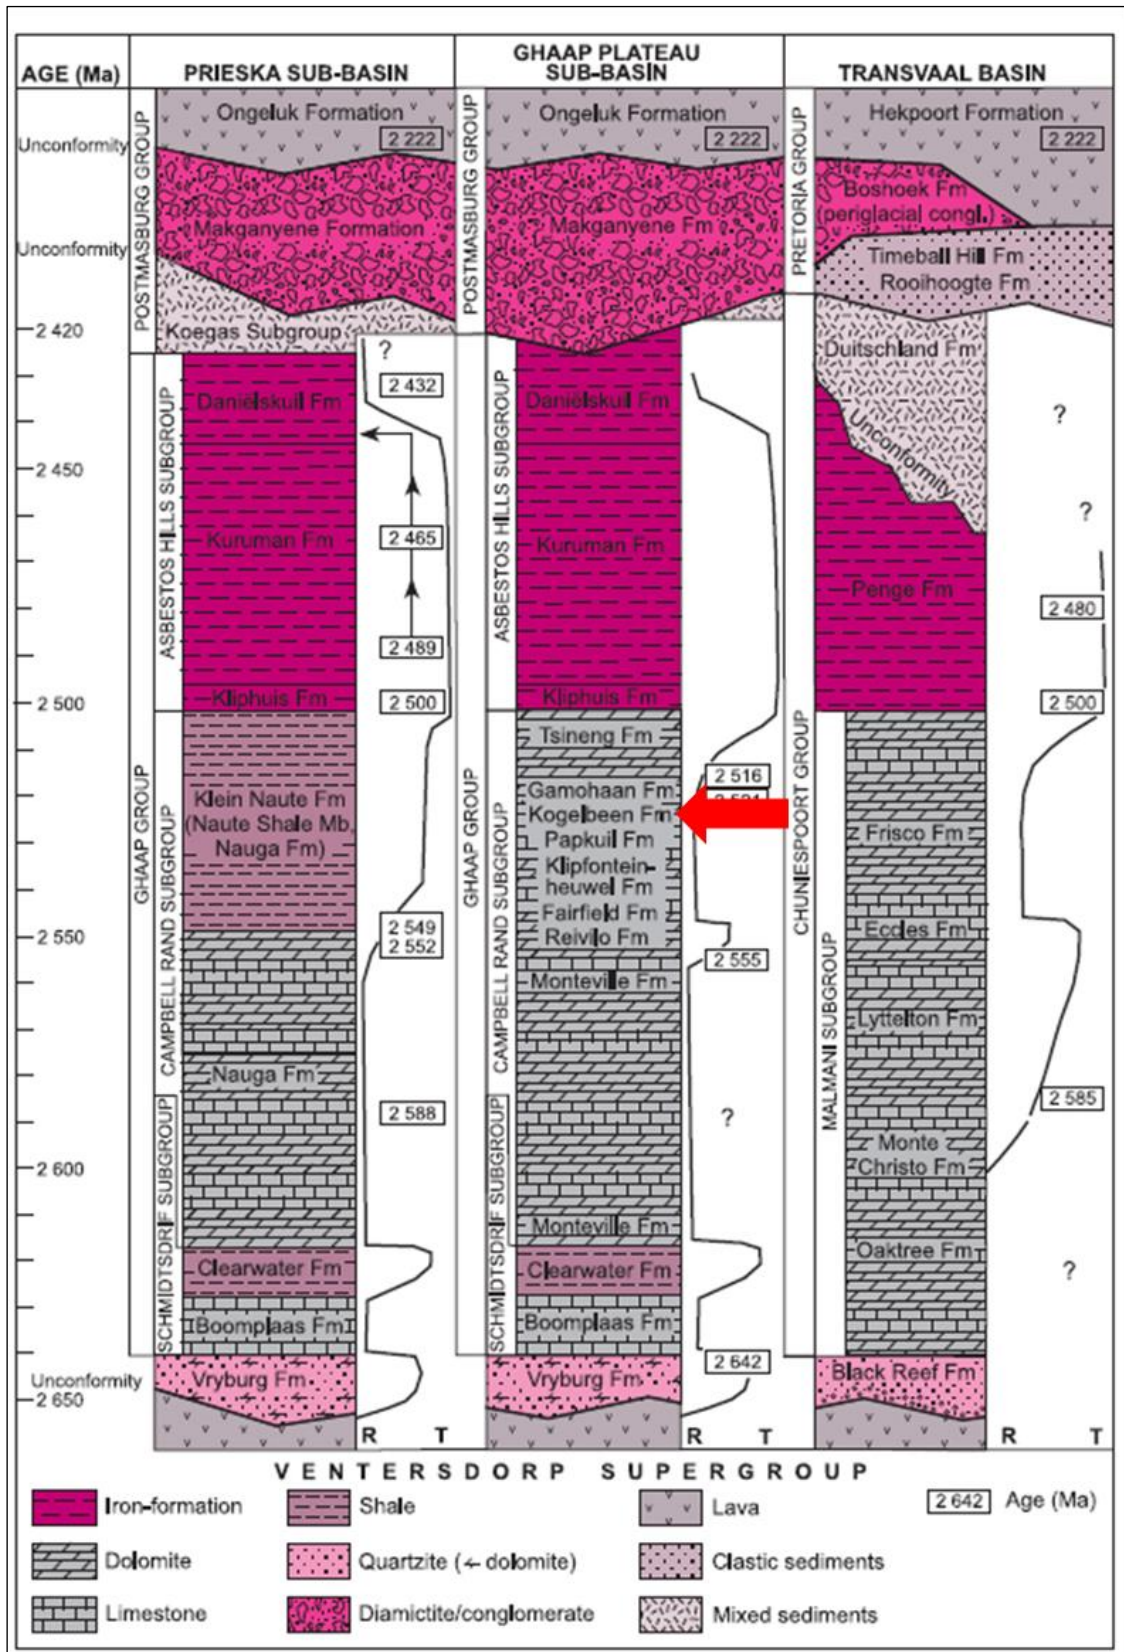 AGE (Ma)
PRIESKA SUB-BASIN
GHAAP PLATEAU
SUB-BASIN
TRANSVAAL BASIN
Unconformity
Unconformity
2 420
2 450
2 500
2 550
2 600
Unconformity
2 650
POSTMASBURG GROUP
GHAAP GROUP
ASBESTOS HILLS SUBGROUP
CAMPBELL RAND SUBGROUP
SCHMIDTSDRIF SUBGROUP
Ongeluk Formation
2 222
Makganyene Formation
Koegas Subgroup
?
2 432
Daniëlskuil Fm
Kuruman Fm
2 465
2 489
Kliphuis Fm
2 500
Klein Naute Fm
(Naute Shale Mb,
Nauga Fm)
2 549
2 552
Nauga Fm
2 588
Clearwater Fm
Boomplaas Fm
Vryburg Fm
R T
POSTMASBURG GROUP
GHAAP GROUP
ASBESTOS HILLS SUBGROUP
CAMPBELL RAND SUBGROUP
SCHMIDTSDRIF SUBGROUP
Ongeluk Formation
2 222
Makganyene Fm
Daniëlskuil Fm
Kuruman Fm
Kliphuis Fm
Tsineng Fm
2 516
Gamohaan Fm
Kogelbeen Fm
Papkuil Fm
Klipfontein-
heuwel Fm
Fairfield Fm
Reivilo Fm
2 555
Monteville Fm
?
Monteville Fm
Clearwater Fm
Boomplaas Fm
2 642
Vryburg Fm
R T
PRETORIA GROUP
CHUNIESPOORT GROUP
MALMANI SUBGROUP
Hekpoort Formation
2 222
Boshoek Fm
(periglacial congl.)
Timeball Hill Fm
Rooihoogte Fm
Duitschland Fm
?
Unconformity
?
Penge Fm
2 480
2 500
Frisco Fm
Eccles Fm
Lyttelton Fm
2 585
Monte
Christo Fm
Oaktree Fm
?
Black Reef Fm
R T
VENTERSDORP SUPERGROUP
Iron-formation
Shale
Lava
2 642 Age (Ma)
Dolomite
Quartzite (← dolomite)
Clastic sediments
Limestone
Diamictite/conglomerate
Mixed sediments